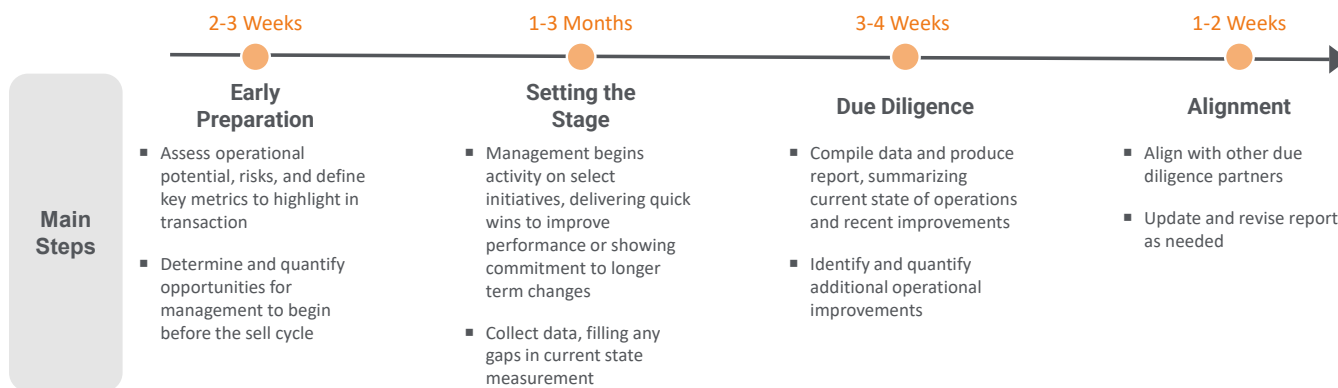 2-3 Weeks
1-3 Months
3-4 Weeks
1-2 Weeks
Main
Steps
Early
Preparation
▪ Assess operational
potential, risks, and define
key metrics to highlight in
transaction
▪ Determine and quantify
opportunities for
management to begin
before the sell cycle
Setting the
Stage
▪ Management begins
activity on select
initiatives, delivering quick
wins to improve
performance or showing
commitment to longer
term changes
▪ Collect data, filling any
gaps in current state
measurement
Due Diligence
▪ Compile data and produce
report, summarizing
current state of operations
and recent improvements
▪ Identify and quantify
additional operational
improvements
Alignment
▪ Align with other due
diligence partners
▪ Update and revise report
as needed